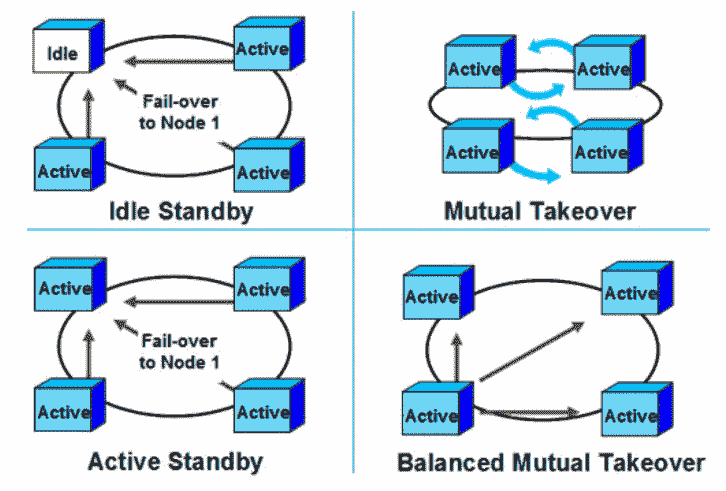 Idle
Active
Fail-over
to Node 1
Active
Active
Idle Standby
Active
Active
Active
Active
Mutual Takeover
Active
Active
Fail-over
to Node 1
Active
Active
Active Standby
Active
Active
Active
Active
Balanced Mutual Takeover